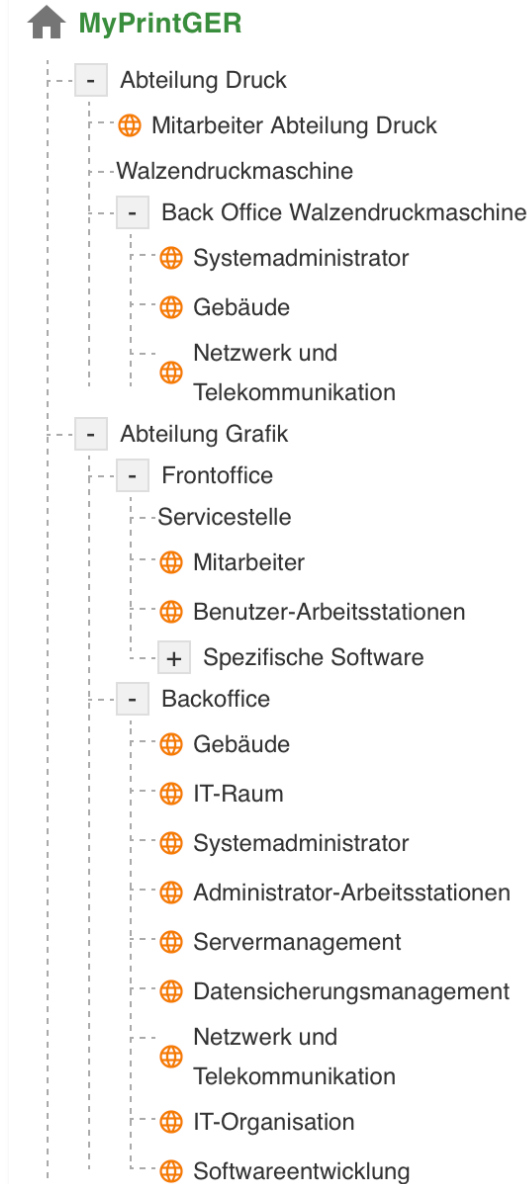 MyPrintGER
- Abteilung Druck
Mitarbeiter Abteilung Druck
Walzendruckmaschine
- Back Office Walzendruckmaschine
Systemadministrator
Gebäude
Netzwerk und
Telekommunikation
- Abteilung Grafik
- Frontoffice
Servicestelle
Mitarbeiter
Benutzer-Arbeitsstationen
+ Spezifische Software
- Backoffice
Gebäude
IT-Raum
Systemadministrator
Administrator-Arbeitsstationen
Servermanagement
Datensicherungsmanagement
Netzwerk und
Telekommunikation
IT-Organisation
Softwareentwicklung